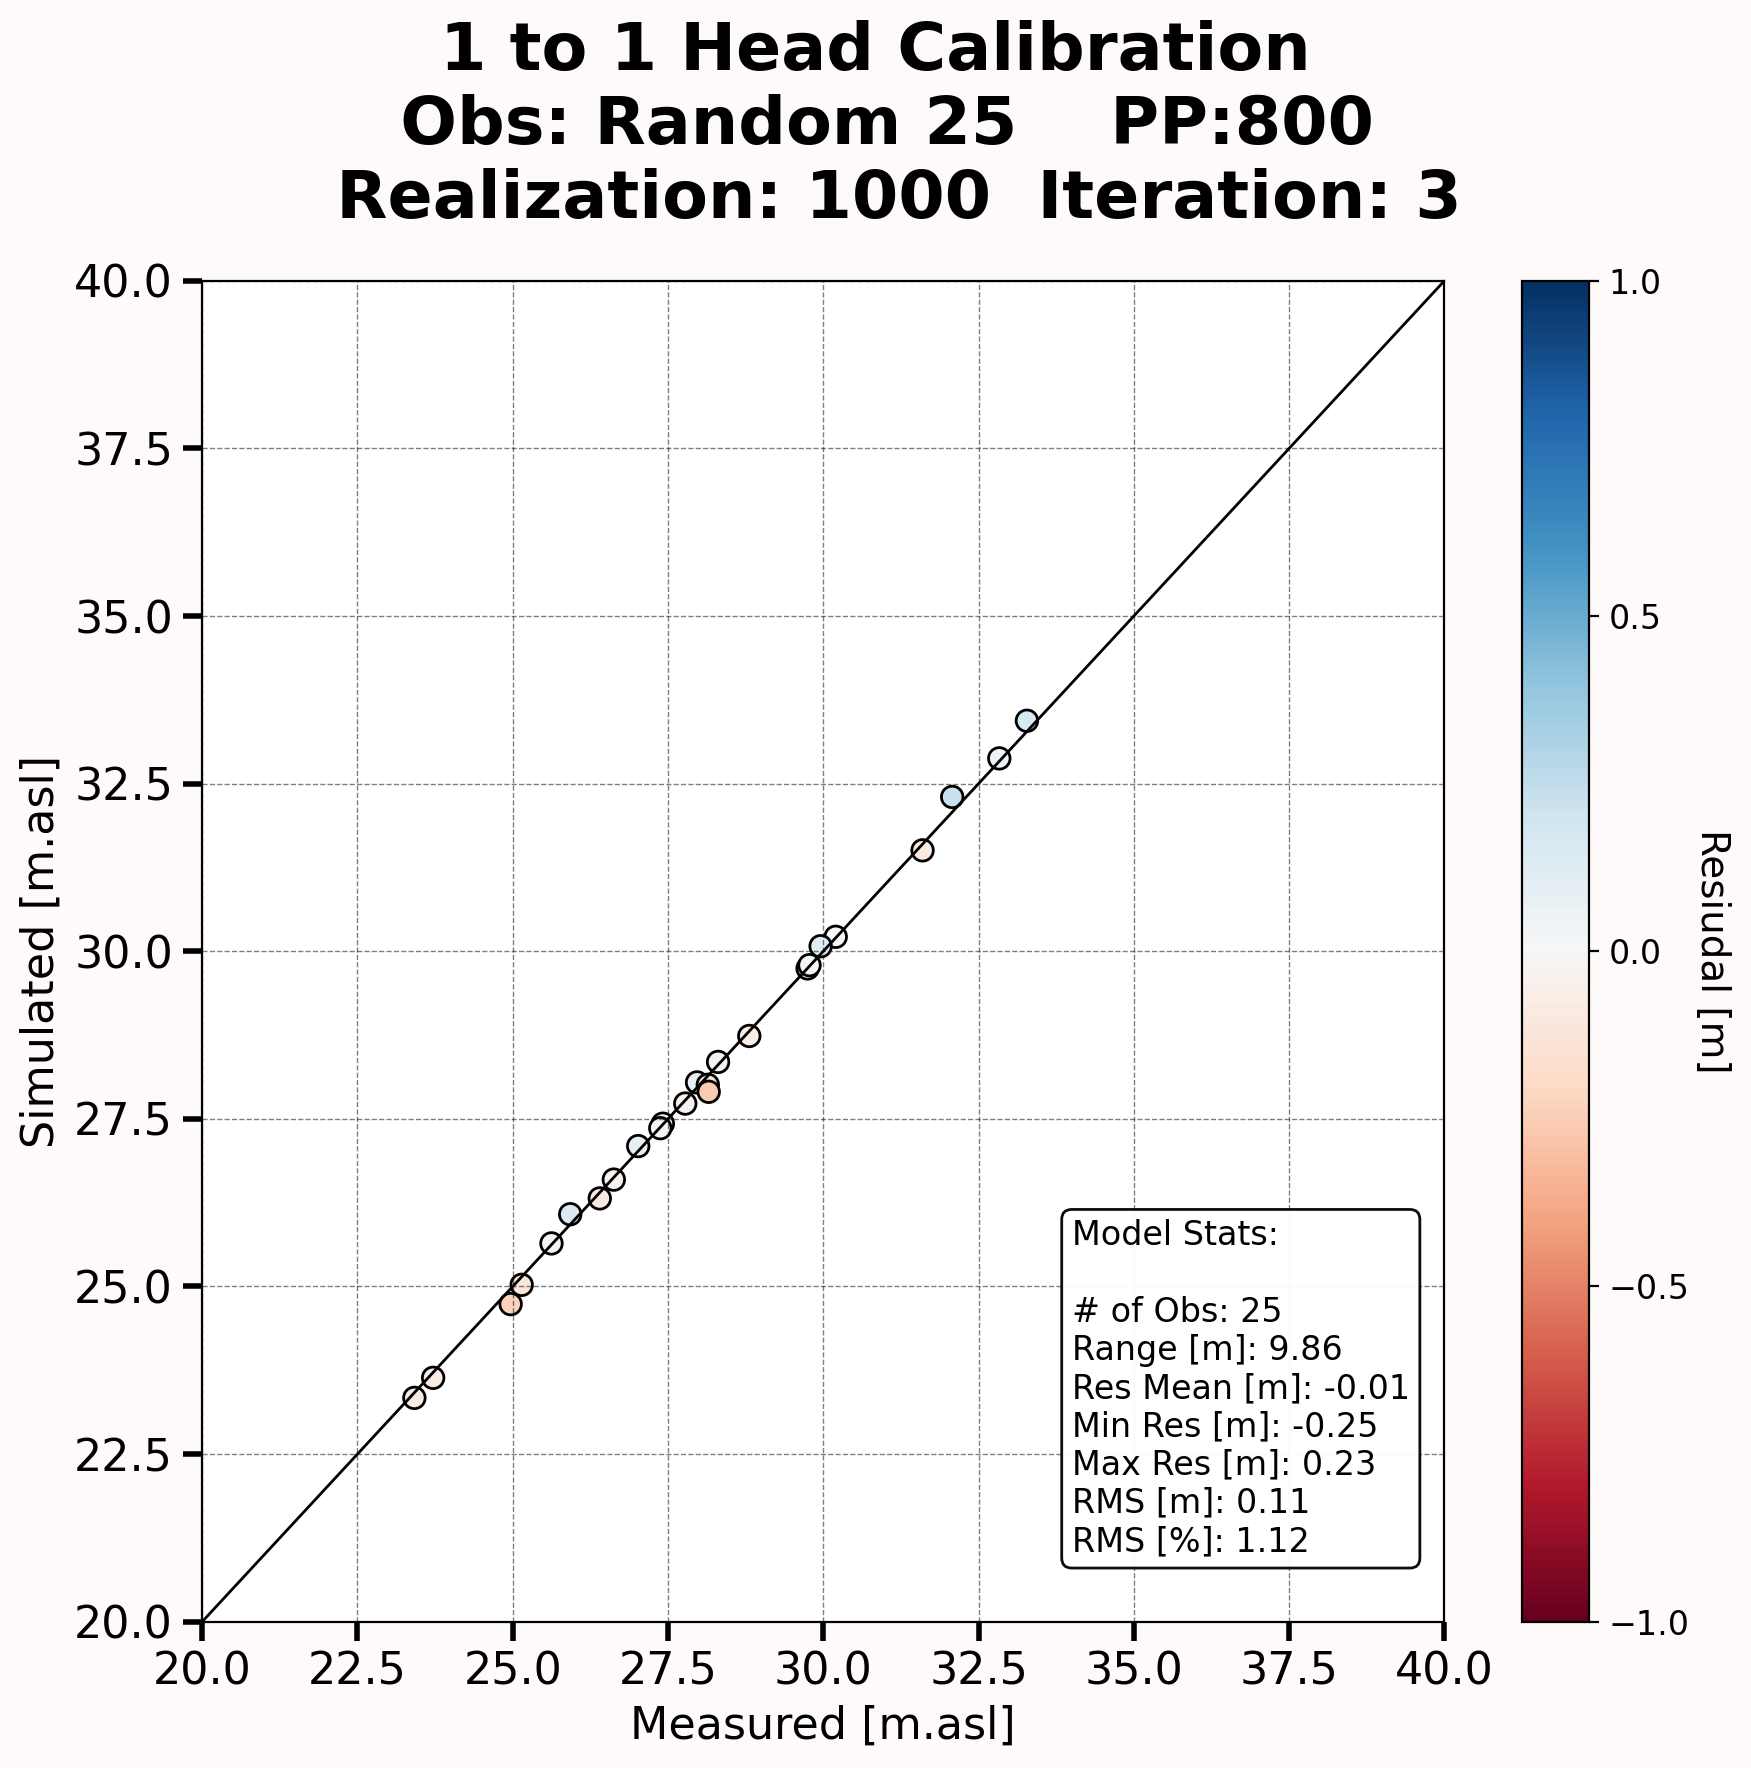 1 to 1 Head Calibration
Obs: Random 25    PP:800
Realization: 1000  Iteration: 3
40.0
37.5
35.0
32.5
30.0
27.5
25.0
22.5
20.0
Simulated [m.asl]
20.0 22.5 25.0 27.5 30.0 32.5 35.0 37.5 40.0
Measured [m.asl]
Model Stats:
# of Obs: 25
Range [m]: 9.86
Res Mean [m]: -0.01
Min Res [m]: -0.25
Max Res [m]: 0.23
RMS [m]: 0.11
RMS [%]: 1.12
1.0
0.5
0.0
−0.5
−1.0
Resiudal [m]